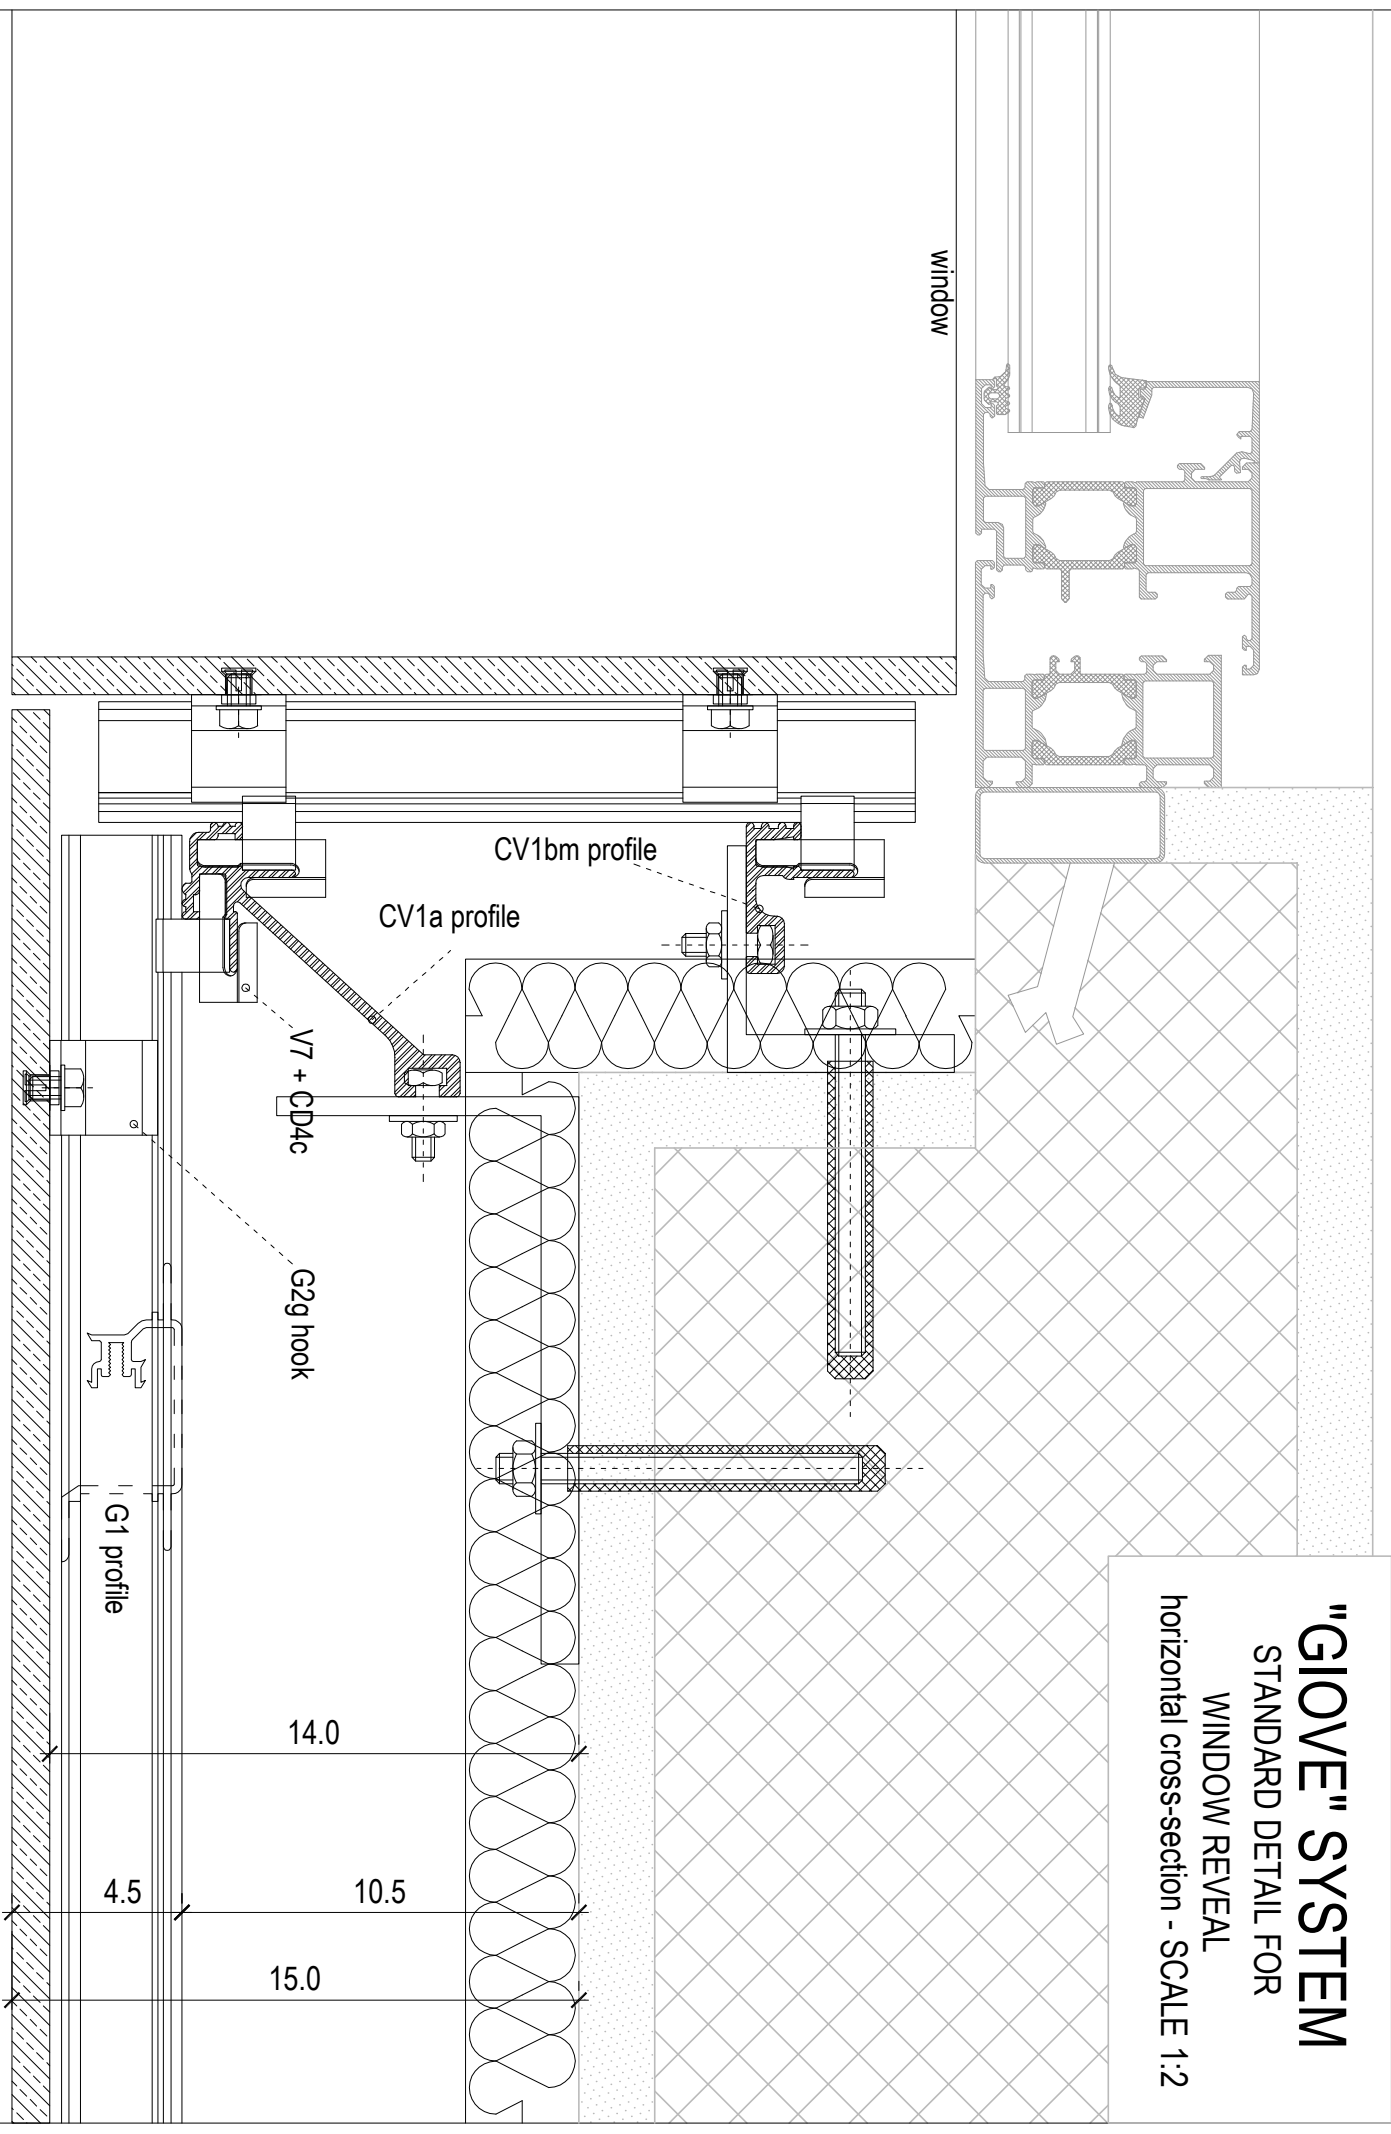 "GIOVE" SYSTEM
STANDARD DETAIL FOR
WINDOW REVEAL
horizontal cross-section - SCALE 1:2
window
CV1bm profile
CV1a profile
V7 + CD4c
G2g hook
G1 profile
14.0
4.5
10.5
15.0